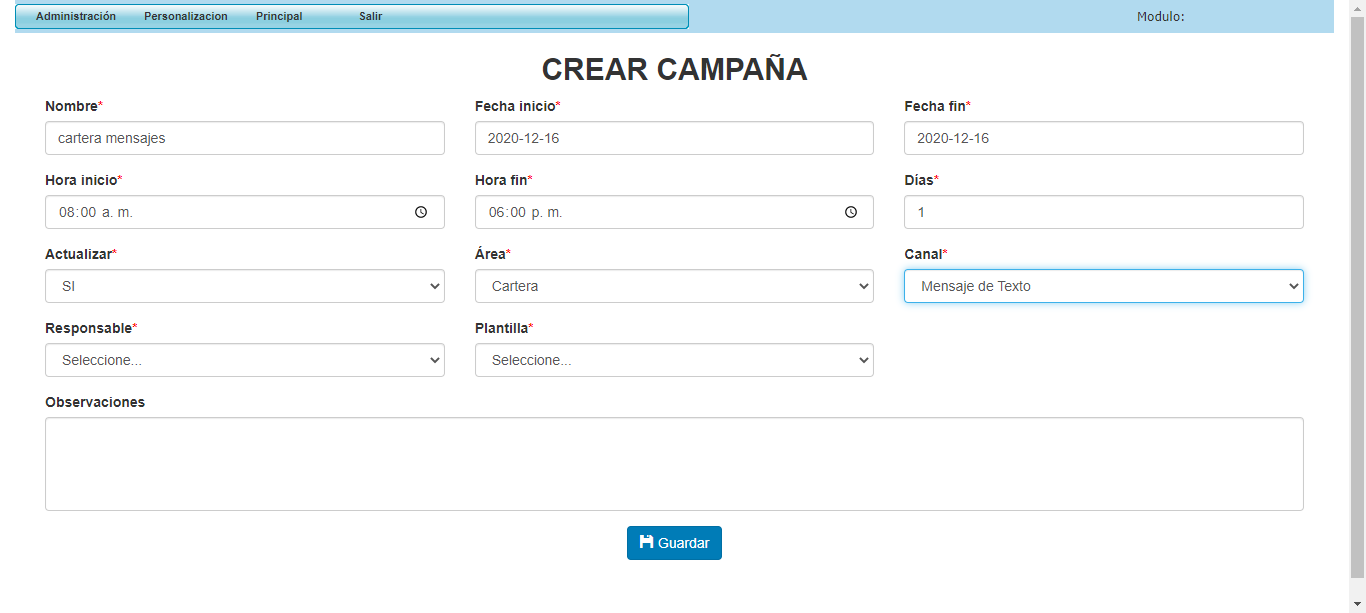 Administración Personalizacion Principal Salir Modulo:
CREAR CAMPAÑA
Nombre* Fecha inicio* Fecha fin*
cartera mensajes 2020-12-16 2020-12-16
Hora inicio* Hora fin* Días*
08:00 a. m. 06:00 p. m. 1
Actualizar* Área* Canal*
SI Cartera Mensaje de Texto
Responsable* Plantilla*
Seleccione... Seleccione...
Observaciones
Guardar